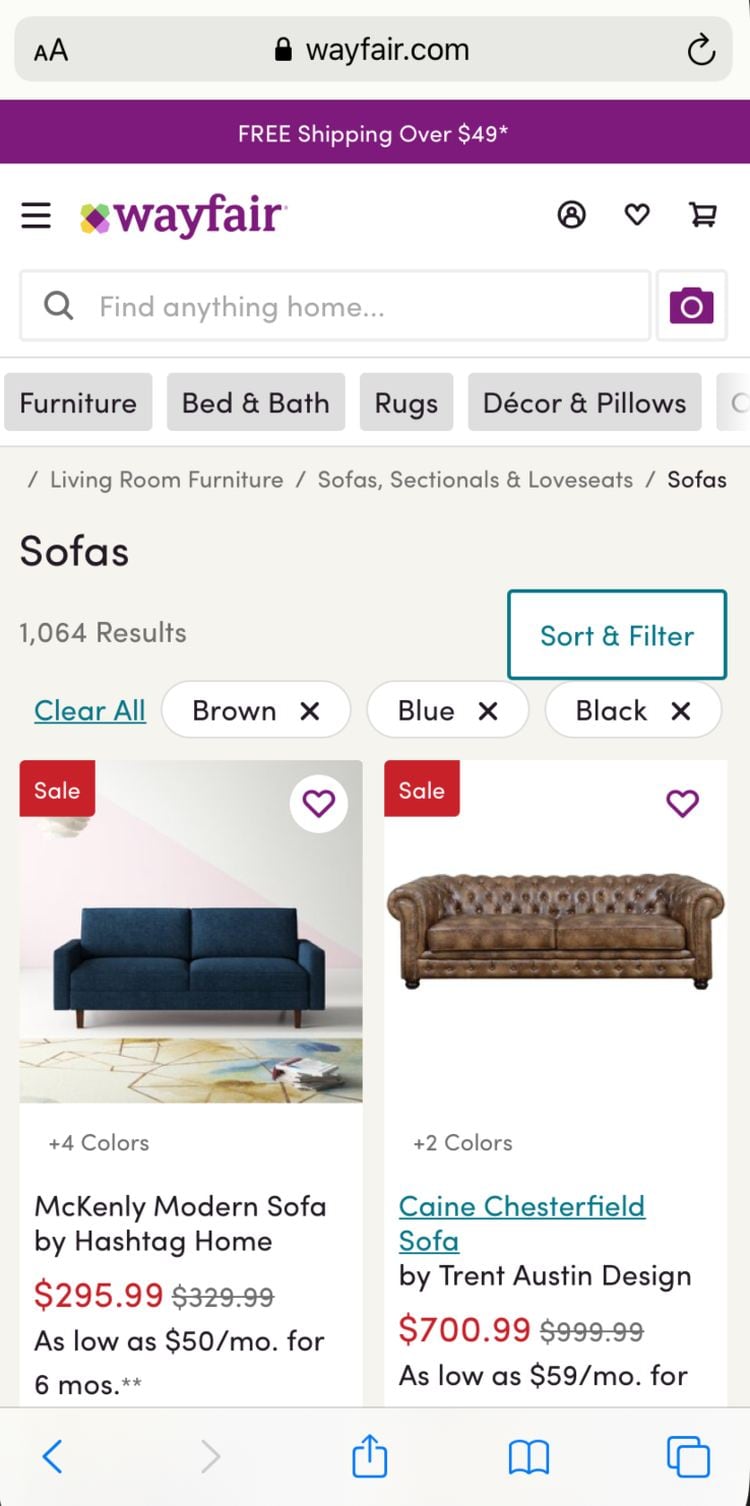 AA wayfair.com
FREE Shipping Over $49*
wayfair
Find anything home...
Furniture Bed & Bath Rugs Décor & Pillows
/ Living Room Furniture / Sofas, Sectionals & Loveseats / Sofas
Sofas
1,064 Results
Sort & Filter
Clear All Brown Blue Black
Sale
+4 Colors
McKenly Modern Sofa
by Hashtag Home
$295.99 $329.99
As low as $50/mo. for
6 mos.**
Sale
+2 Colors
Caine Chesterfield
Sofa
by Trent Austin Design
$700.99 $999.99
As low as $59/mo. for